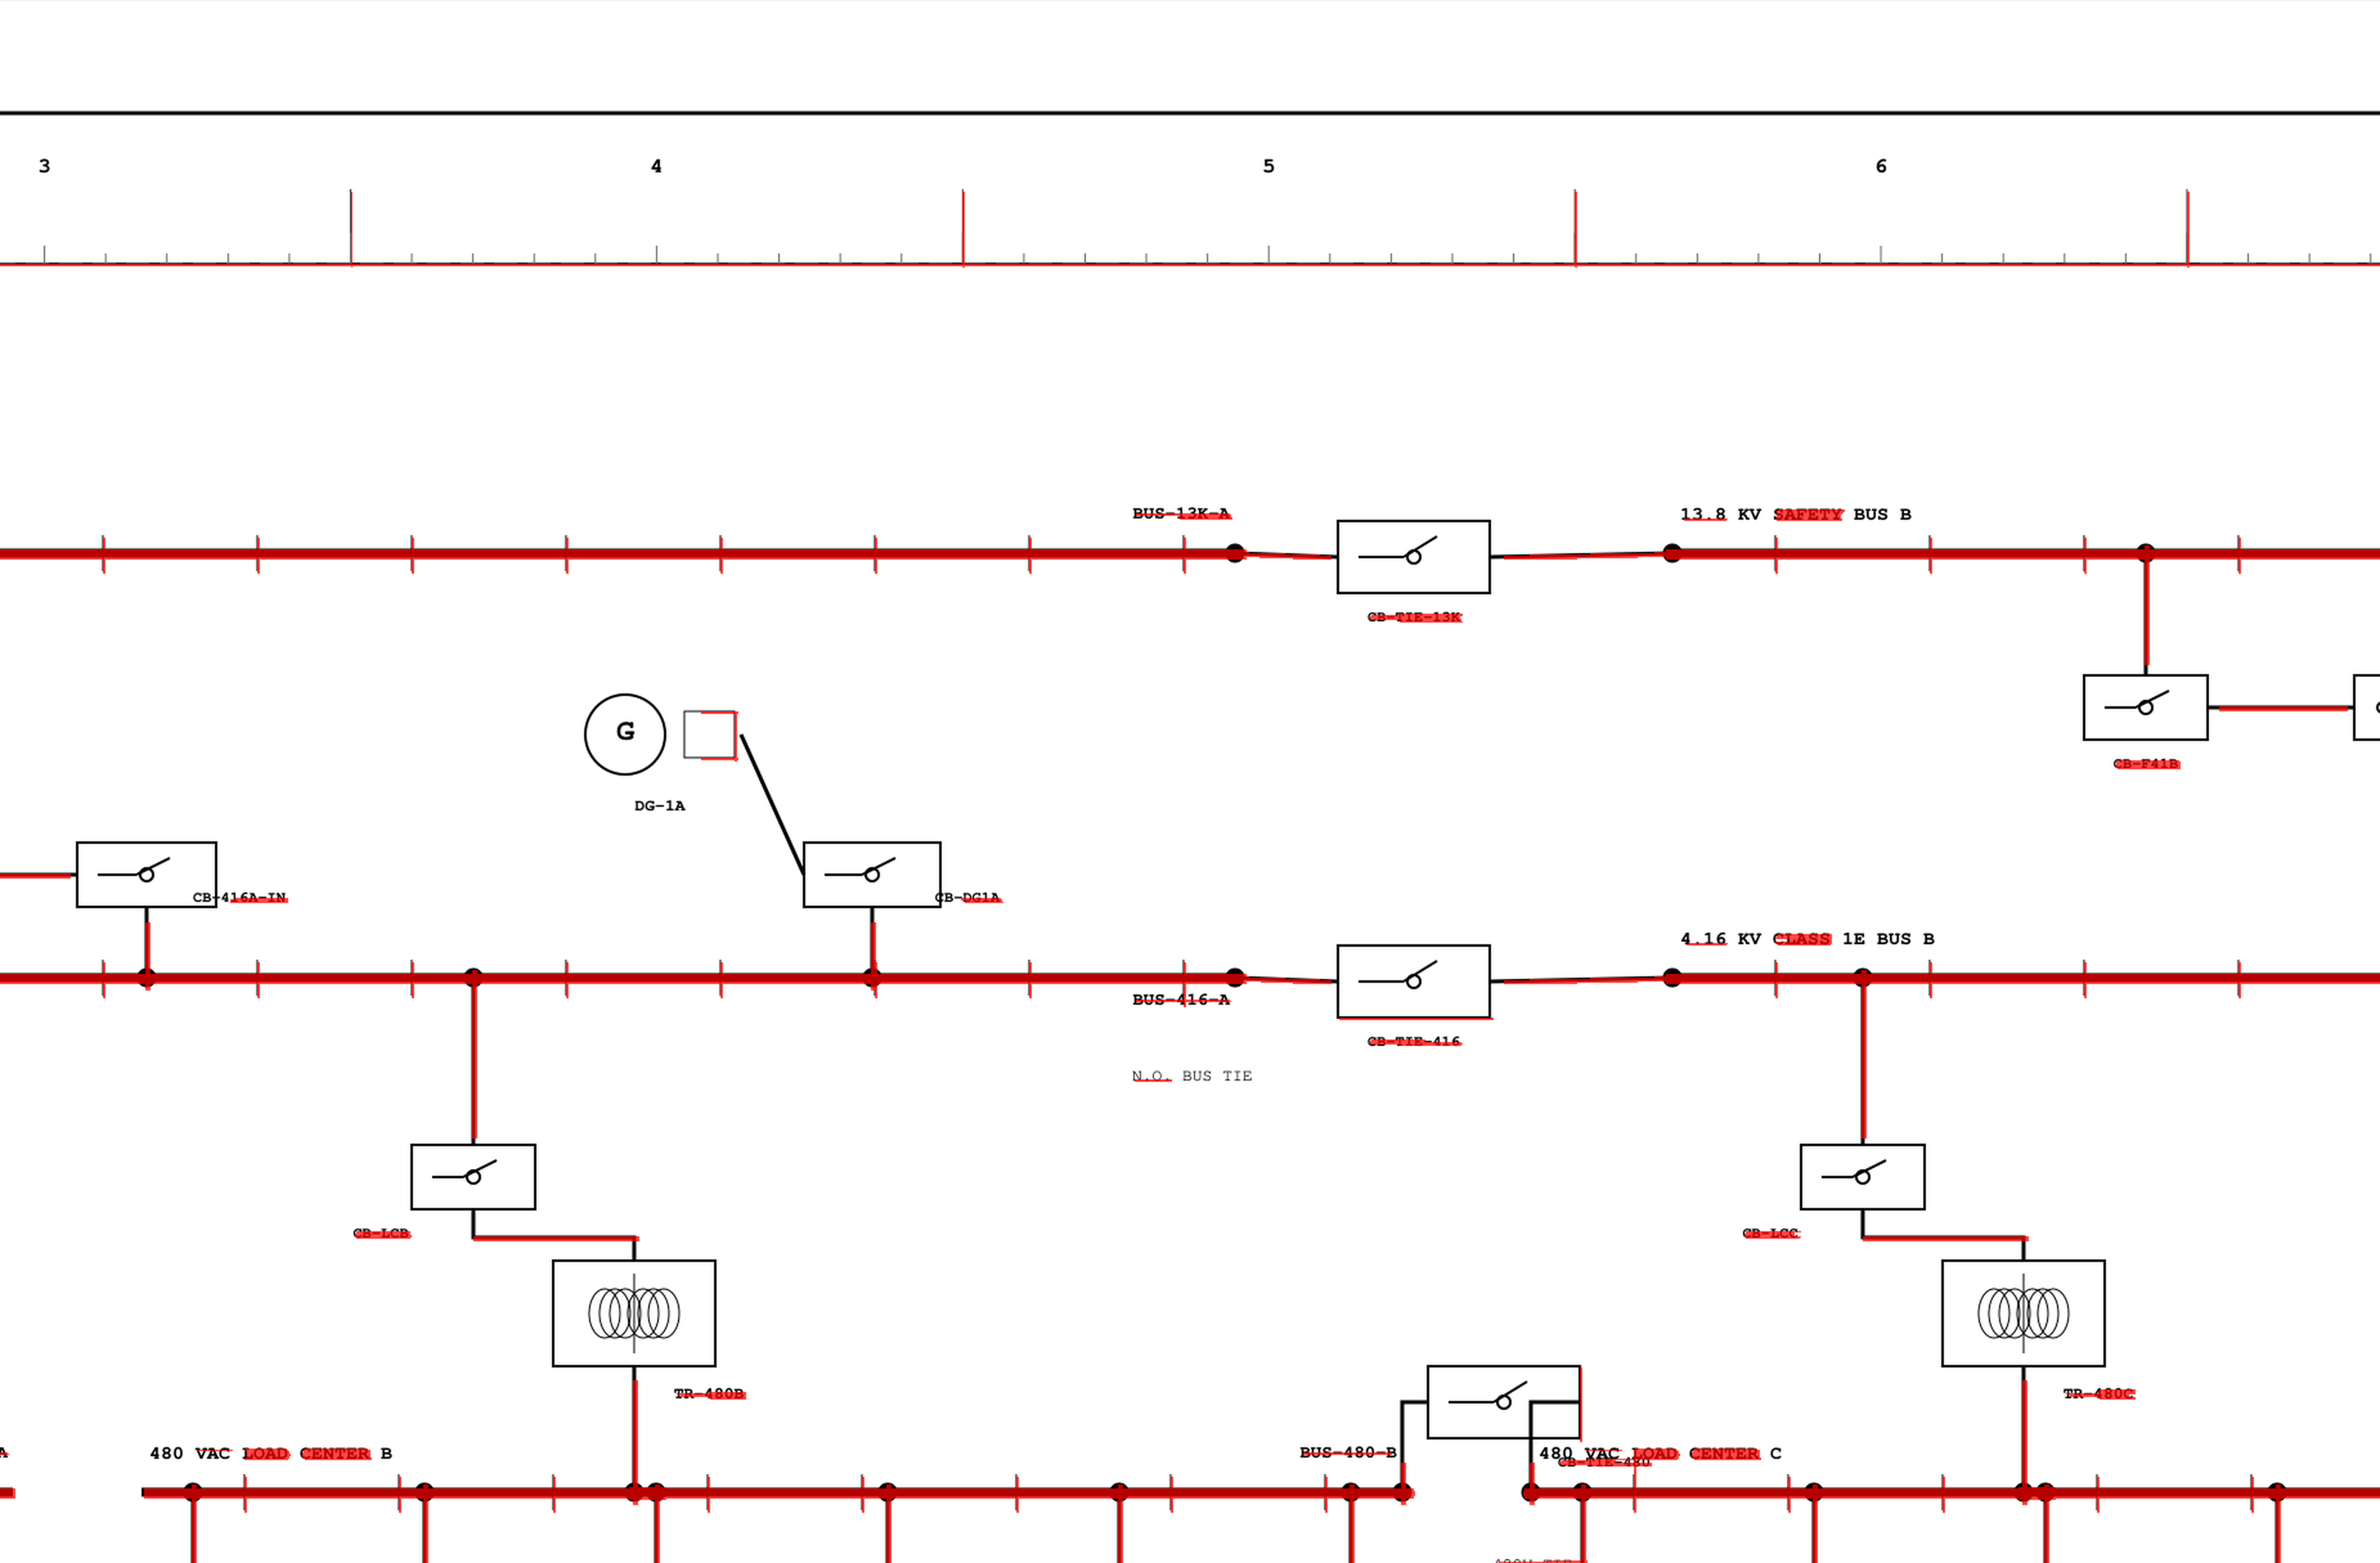 3 4 5 6
BUS-13K-A
13.8 KV SAFETY BUS B
CB-TIE-13K
G
CB-F41B
DG-1A
CB-416A-IN
CB-DG1A
4.16 KV CLASS 1E BUS B
BUS-416-A
CB-TIE-416
N.O. BUS TIE
CB-LCB
CB-LCC
TR-480B
TR-480C
A
480 VAC LOAD CENTER B
BUS-480-B
480 VAC LOAD CENTER C
CB-TIE-480